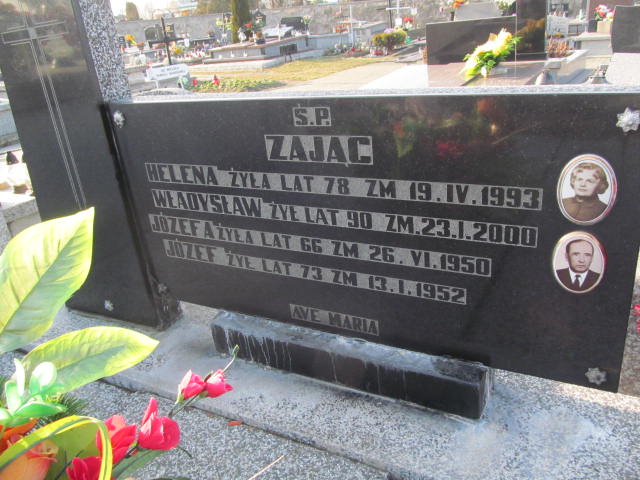 Ś.P.
ZAJĄC
HELENA ŻYŁA LAT 78 ZM 19.IV.1993
WŁADYSŁAW ŻYŁ LAT 90 ZM.23.I.2000
JÓZEFA ŻYŁA LAT 66 ZM 26.VI.1950
JÓZEF ŻYŁ LAT 73 ZM 13.I.1952
AVE MARIA